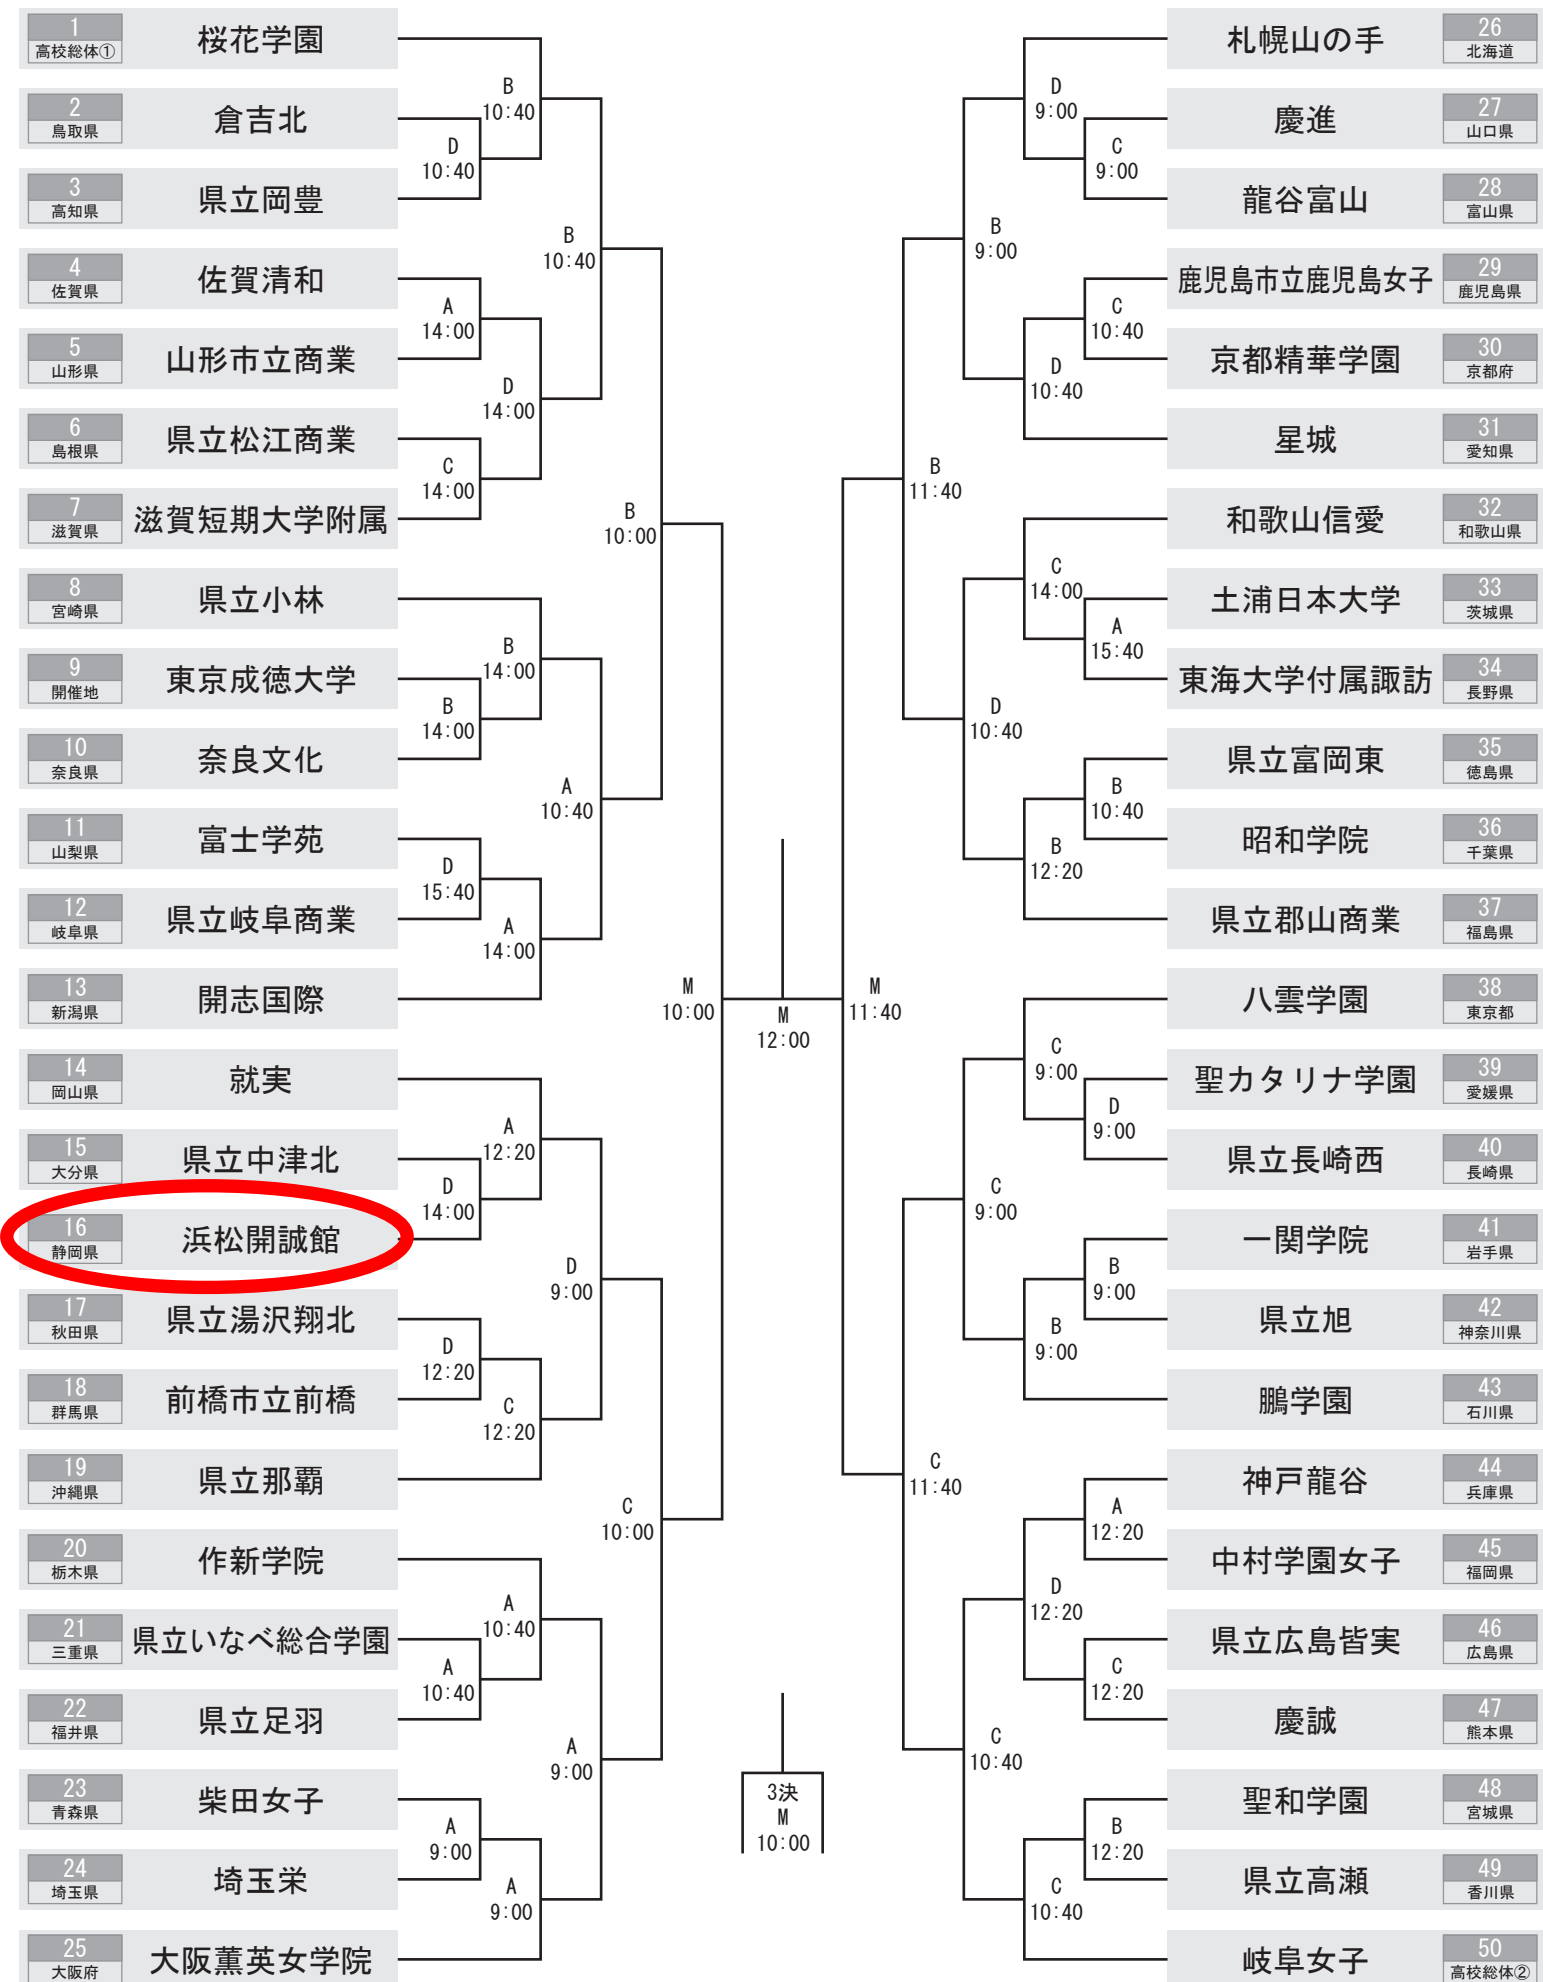 1
高校総体①
桜花学園
2
鳥取県
倉吉北
3
高知県
県立岡豊
4
佐賀県
佐賀清和
5
山形県
山形市立商業
6
島根県
県立松江商業
7
滋賀県
滋賀短期大学附属
8
宮崎県
県立小林
9
開催地
東京成徳大学
10
奈良県
奈良文化
11
山梨県
富士学苑
12
岐阜県
県立岐阜商業
13
新潟県
開志国際
14
岡山県
就実
15
大分県
県立中津北
16
静岡県
浜松開誠館
17
秋田県
県立湯沢翔北
18
群馬県
前橋市立前橋
19
沖縄県
県立那覇
20
栃木県
作新学院
21
三重県
県立いなべ総合学園
22
福井県
県立足羽
23
青森県
柴田女子
24
埼玉県
埼玉栄
25
大阪府
大阪薫英女学院
D
10:40
A
14:00
C
14:00
B
14:00
D
15:40
D
14:00
D
12:20
A
10:40
A
9:00
B
10:40
D
14:00
B
14:00
A
14:00
A
12:20
C
12:20
A
10:40
A
9:00
B
10:40
A
10:40
D
9:00
A
9:00
B
10:00
C
10:00
M
10:00
M
12:00
3決
M
10:00
M
11:40
B
11:40
C
11:40
B
9:00
D
10:40
C
9:00
C
10:40
D
9:00
D
10:40
C
14:00
B
12:20
C
9:00
B
9:00
D
12:20
C
10:40
C
9:00
C
10:40
A
15:40
B
10:40
D
9:00
B
9:00
A
12:20
C
12:20
B
12:20
札幌山の手
26
北海道
慶進
27
山口県
龍谷富山
28
富山県
鹿児島市立鹿児島女子
29
鹿児島県
京都精華学園
30
京都府
星城
31
愛知県
和歌山信愛
32
和歌山県
土浦日本大学
33
茨城県
東海大学付属諏訪
34
長野県
県立富岡東
35
徳島県
昭和学院
36
千葉県
県立郡山商業
37
福島県
八雲学園
38
東京都
聖カタリナ学園
39
愛媛県
県立長崎西
40
長崎県
一関学院
41
岩手県
県立旭
42
神奈川県
鵬学園
43
石川県
神戸龍谷
44
兵庫県
中村学園女子
45
福岡県
県立広島皆実
46
広島県
慶誠
47
熊本県
聖和学園
48
宮城県
県立高瀬
49
香川県
岐阜女子
50
高校総体②